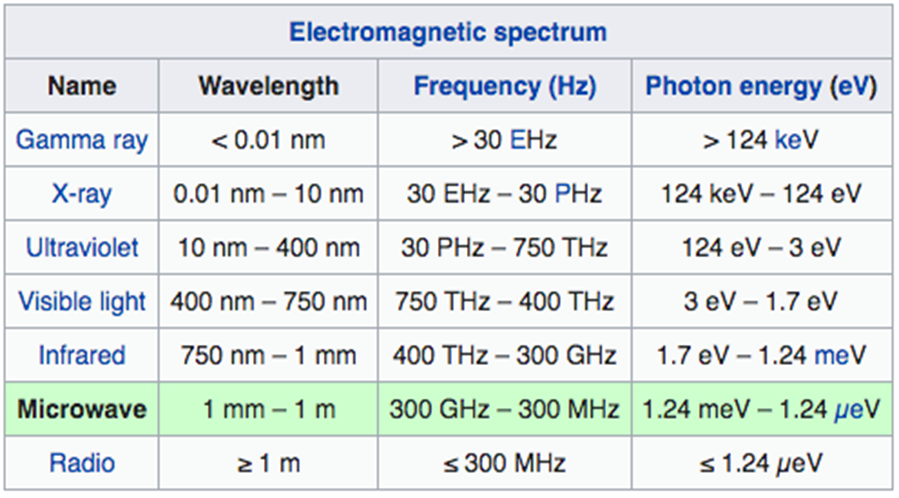 Electromagnetic spectrum
Name Wavelength Frequency (Hz) Photon energy (eV)
Gamma ray < 0.01 nm > 30 EHz > 124 keV
X-ray 0.01 nm – 10 nm 30 EHz – 30 PHz 124 keV – 124 eV
Ultraviolet 10 nm – 400 nm 30 PHz – 750 THz 124 eV – 3 eV
Visible light 400 nm – 750 nm 750 THz – 400 THz 3 eV – 1.7 eV
Infrared 750 nm – 1 mm 400 THz – 300 GHz 1.7 eV – 1.24 meV
Microwave 1 mm – 1 m 300 GHz – 300 MHz 1.24 meV – 1.24 µeV
Radio ≥ 1 m ≤ 300 MHz ≤ 1.24 µeV